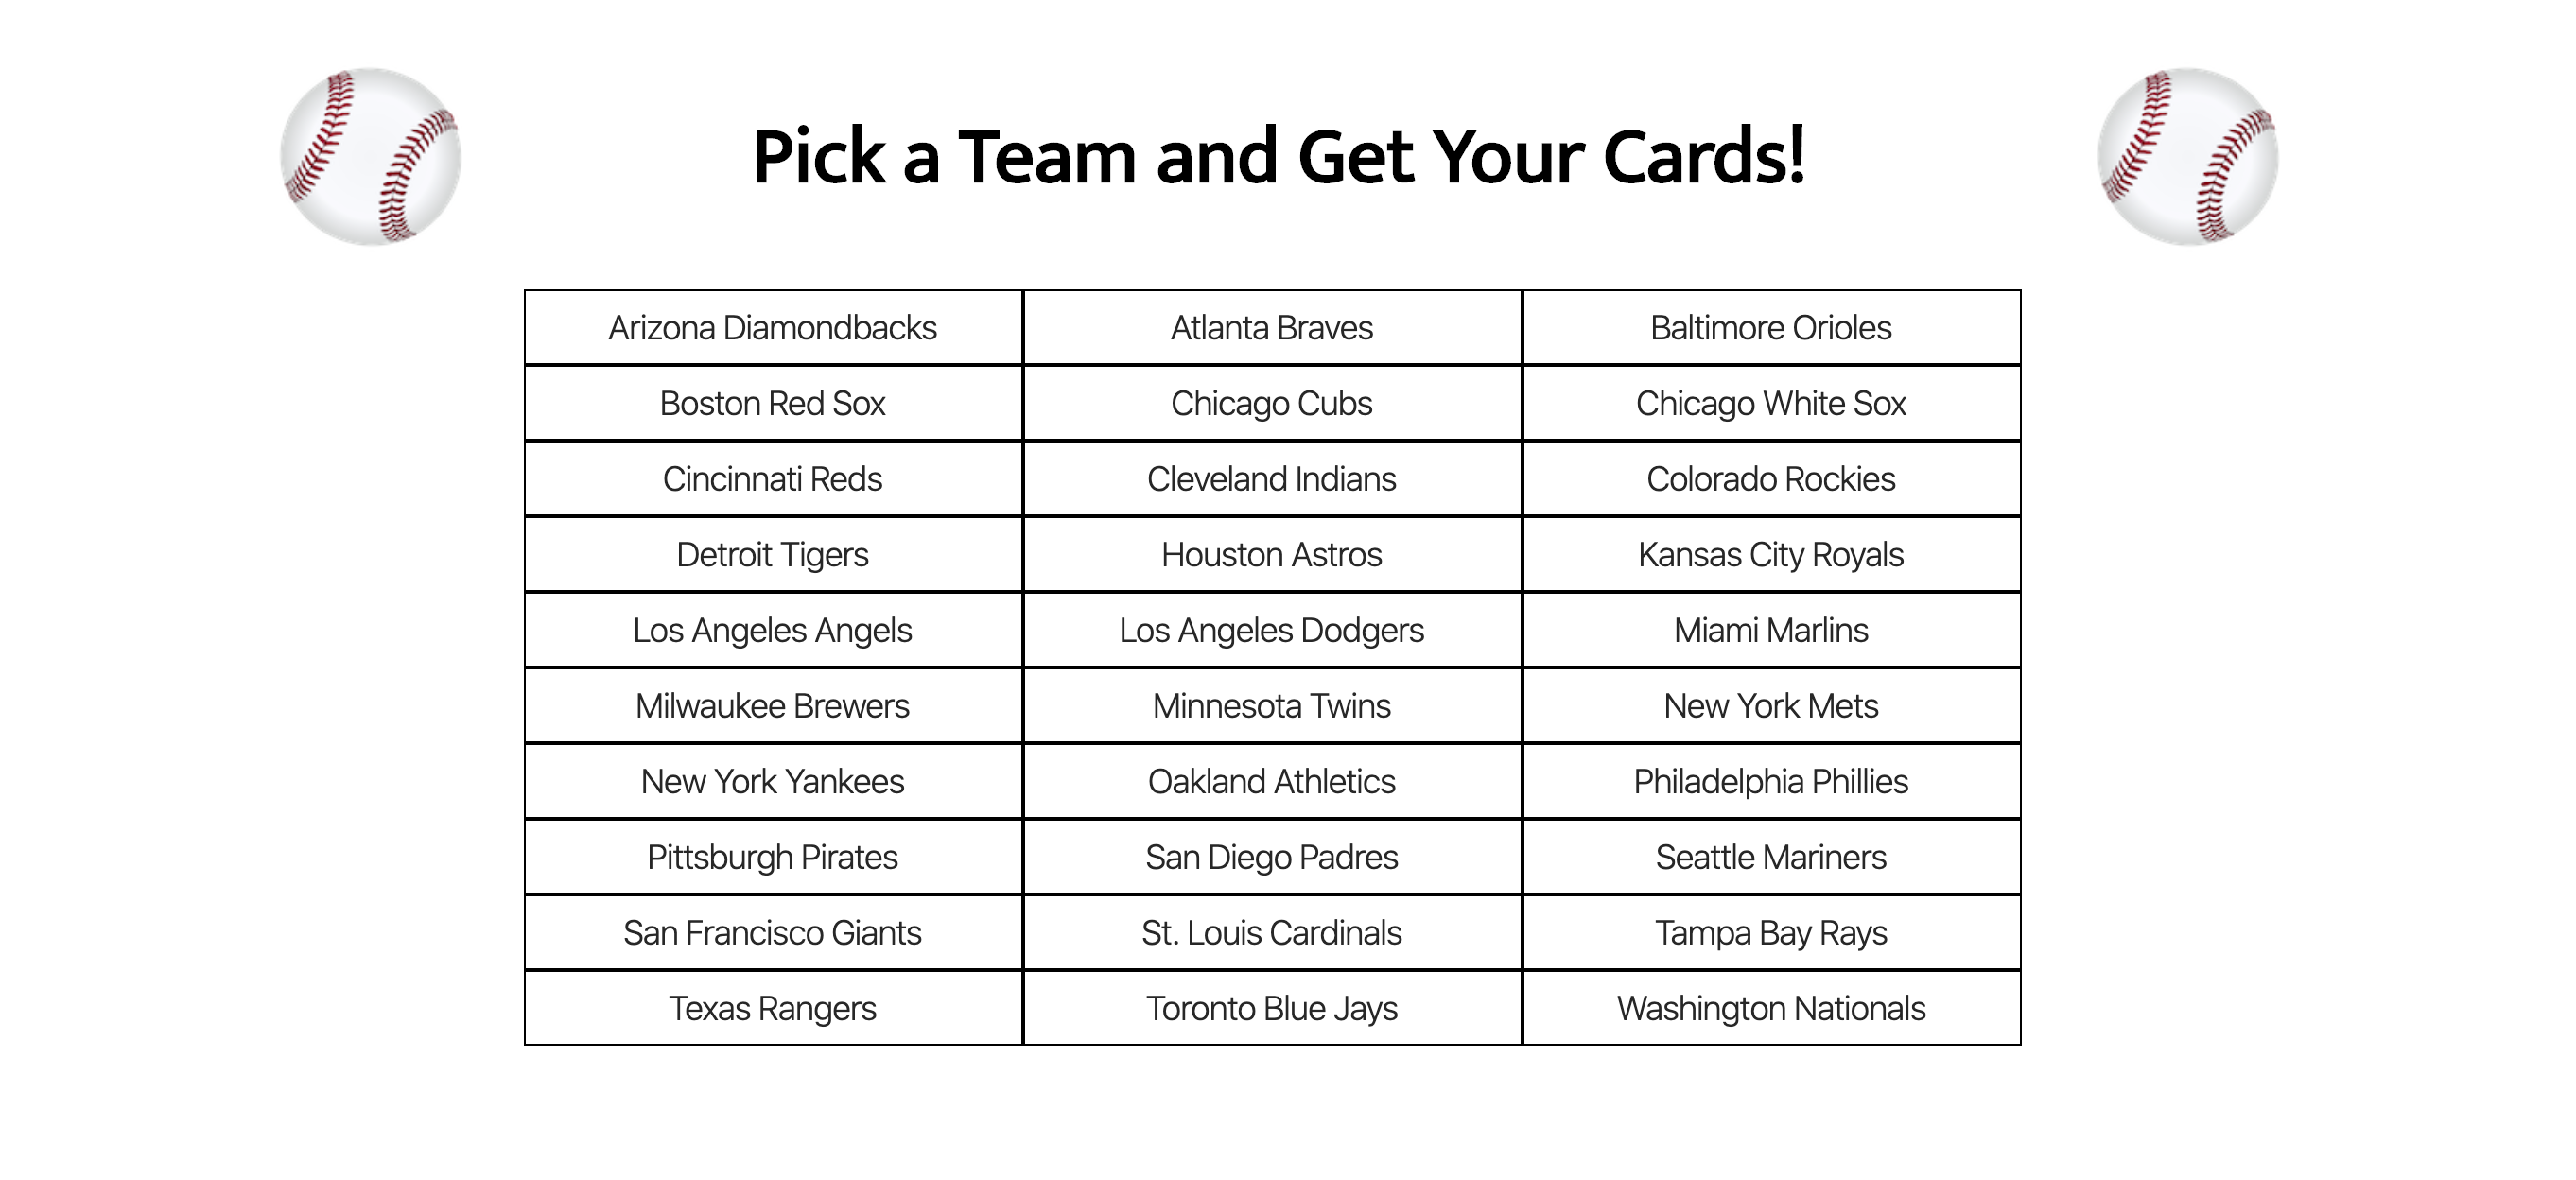 Pick a Team and Get Your Cards!
Arizona Diamondbacks Atlanta Braves Baltimore Orioles
Boston Red Sox Chicago Cubs Chicago White Sox
Cincinnati Reds Cleveland Indians Colorado Rockies
Detroit Tigers Houston Astros Kansas City Royals
Los Angeles Angels Los Angeles Dodgers Miami Marlins
Milwaukee Brewers Minnesota Twins New York Mets
New York Yankees Oakland Athletics Philadelphia Phillies
Pittsburgh Pirates San Diego Padres Seattle Mariners
San Francisco Giants St. Louis Cardinals Tampa Bay Rays
Texas Rangers Toronto Blue Jays Washington Nationals